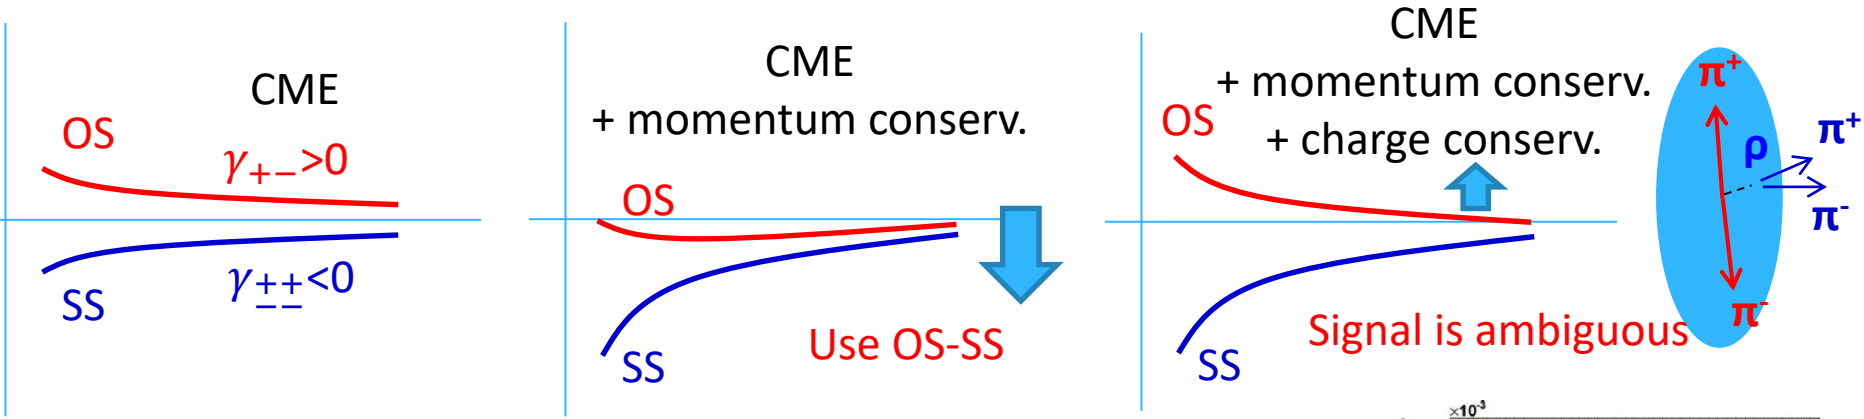 CME
OS
γ₊₋>0
γ±±<0
SS
CME
+ momentum conserv.
OS
Use OS-SS
SS
CME
+ momentum conserv.
+ charge conserv.
OS
Signal is ambiguous
SS
π⁺
ρ
π⁺
π⁻
π⁻
×10⁻³